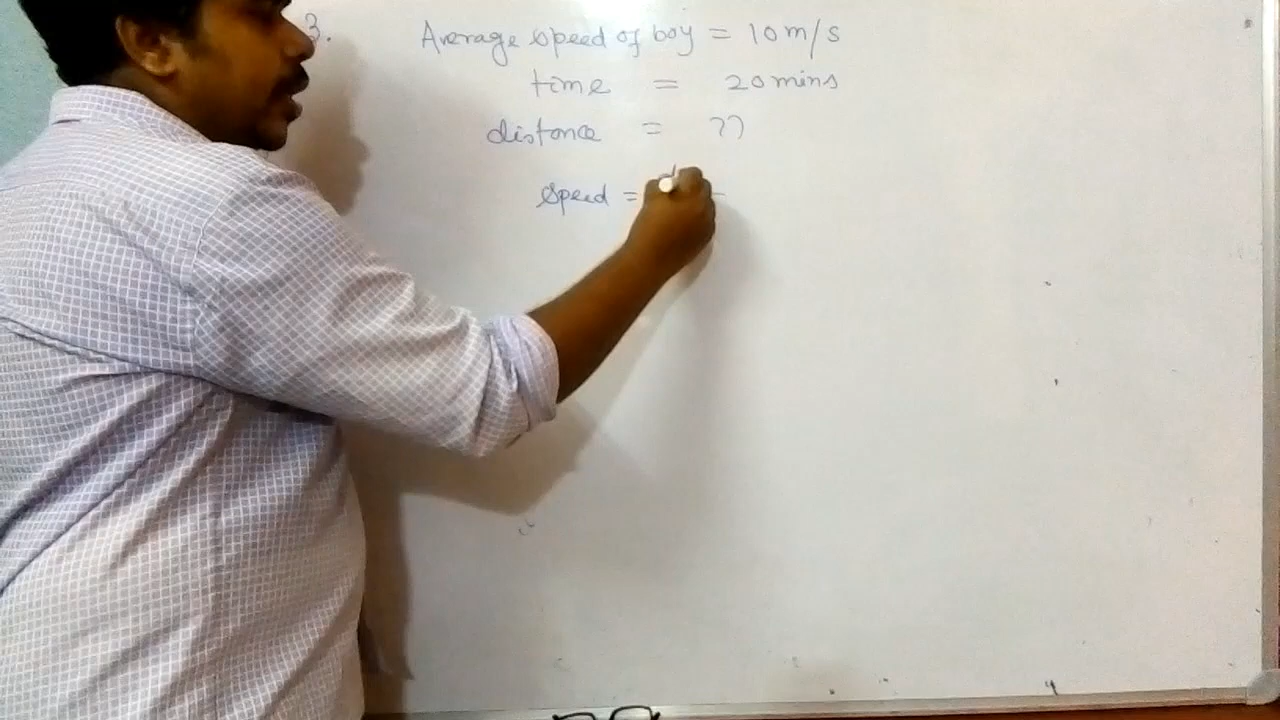 3. Average speed of boy = 10 m/s
time = 20 mins
distance = ??
speed =